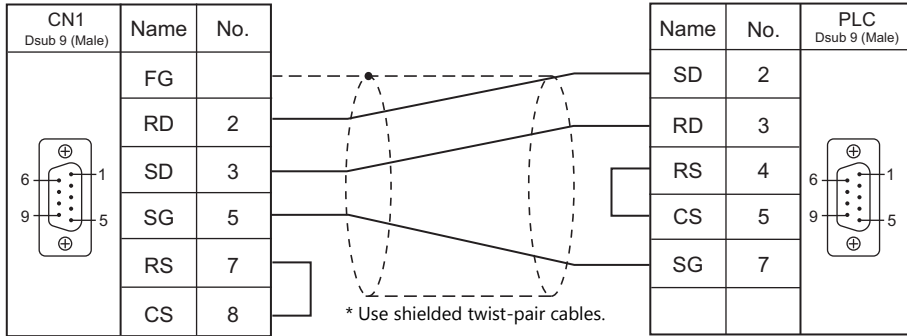 CN1
Dsub 9 (Male)
Name No.
FG
RD 2
SD 3
SG 5
RS 7
CS 8
6 1
9 5
* Use shielded twist-pair cables.
Name No.
PLC
Dsub 9 (Male)
SD 2
RD 3
RS 4
CS 5
SG 7
6 1
9 5